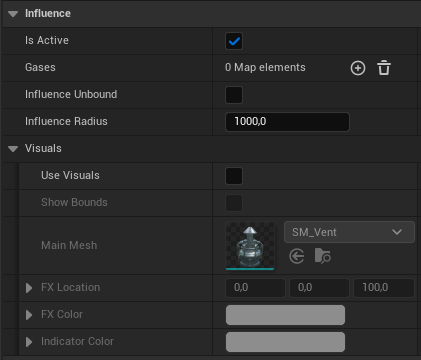 Influence
Is Active
Gases 0 Map elements
Influence Unbound
Influence Radius 1000,0
Visuals
Use Visuals
Show Bounds
Main Mesh SM_Vent
FX Location 0,0 0,0 100,0
FX Color
Indicator Color